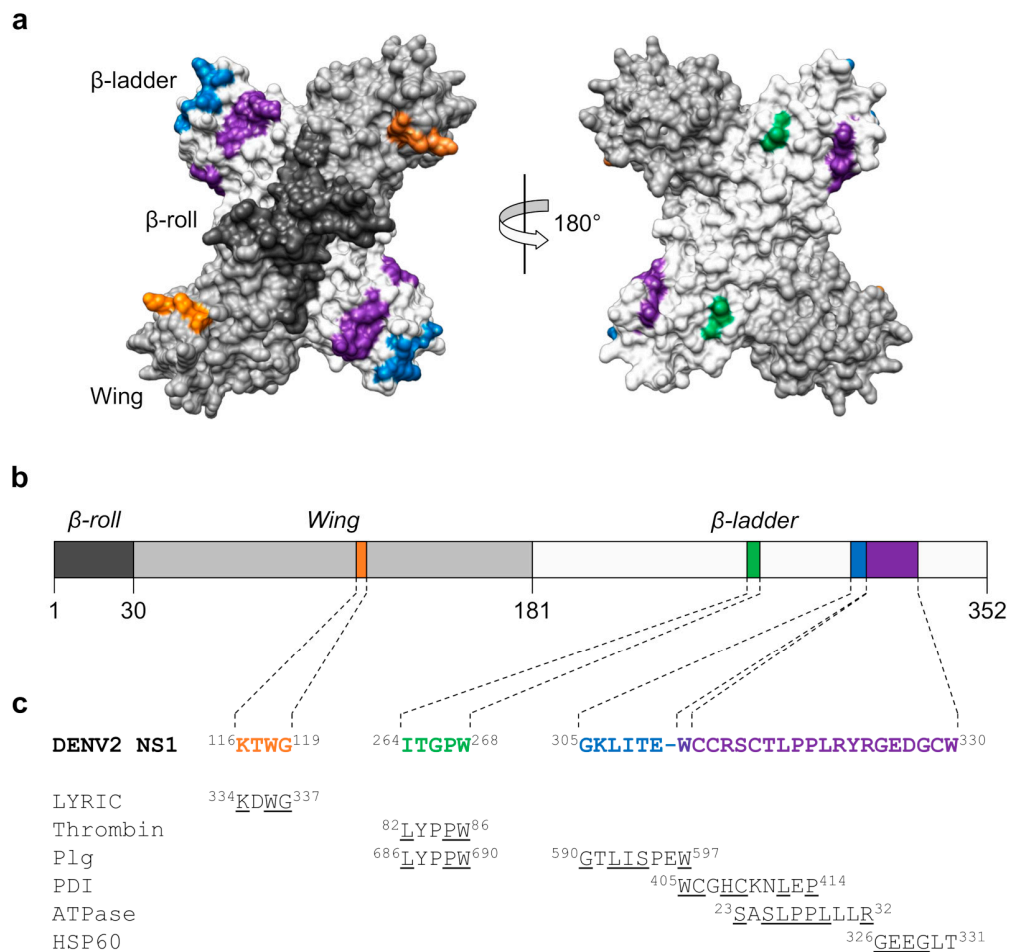 a
β-ladder
β-roll
180°
Wing
b
β-roll Wing β-ladder
1 30 181 352
c
DENV2 NS1 116KTWG119 264ITGPW268 305GKLITE-WCCRSCTLPPLRYRGEDGCW330
LYRIC 334KDWG337
Thrombin 82LYPPW86
Plg 686LYPPW690 590GTLISPEW597
PDI 405WCGHCKNLEP414
ATPase 23SASLPPLLLR32
HSP60 326GEEGLT331